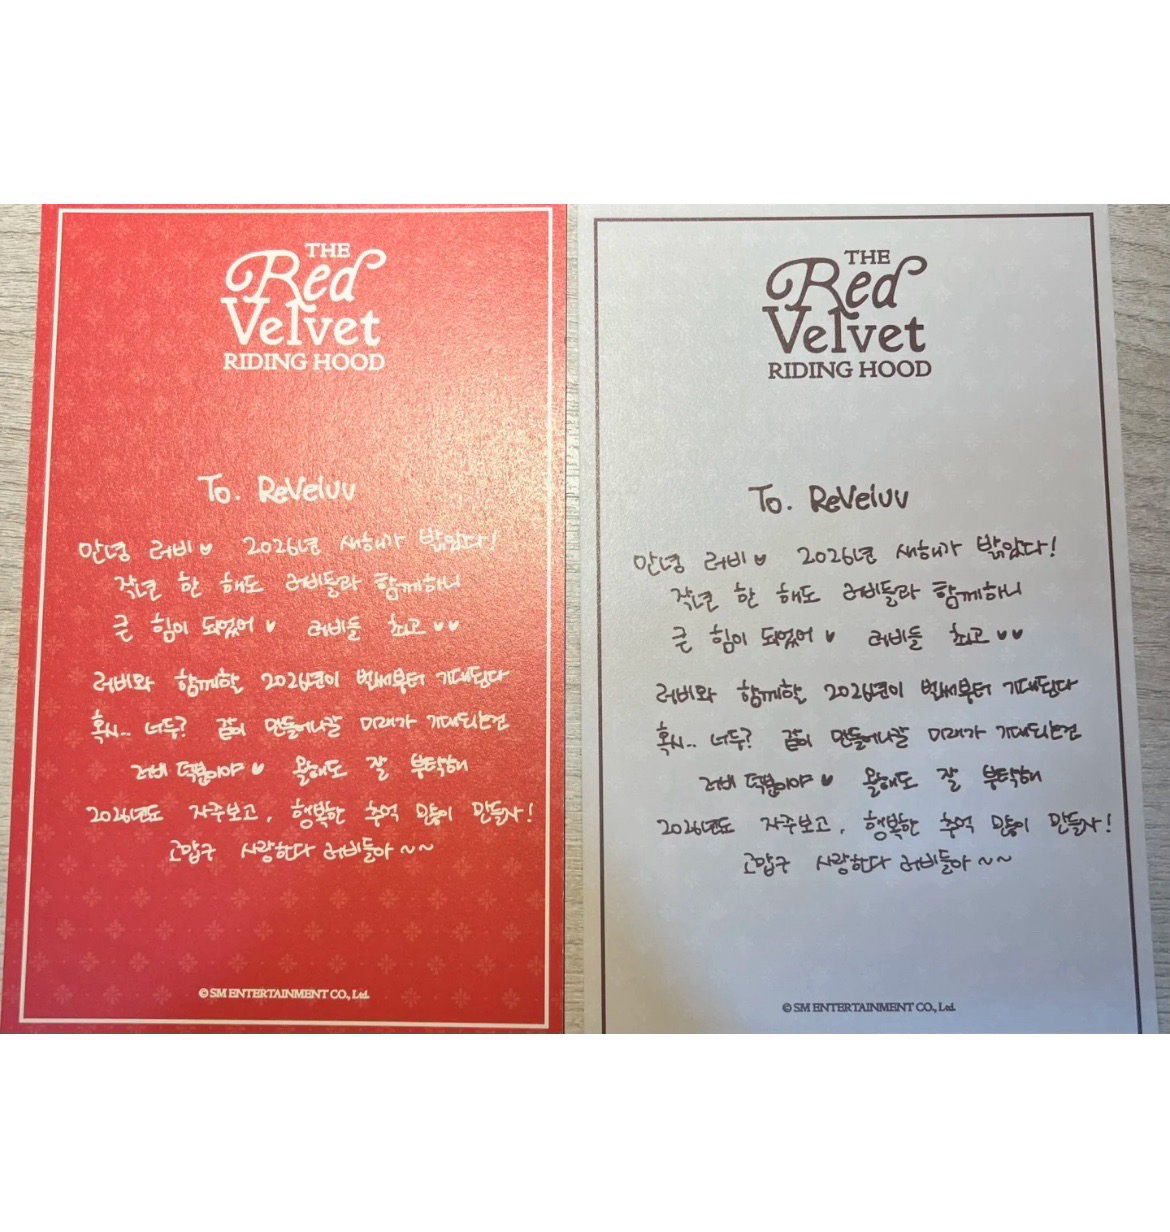 THE
Red
Velvet
RIDING HOOD
To. ReVeluv
안녕 러비♥ 2026년 새해가 밝았다!
작년 한 해도 러비들과 함께하니
큰 힘이 되었어♥ 러비들 최고♥♥
러비와 함께할 2026년이 벌써부터 기대된다
혹시.. 너두? 같이 만들어나갈 미래가 기대되는건
러비 덕분이야♥ 올해도 잘 부탁해
2026년도 자주보고, 행복한 추억 많이 만들자!
고맙구 사랑한다 러비들아~~
© SM ENTERTAINMENT CO., Ltd.
THE
Red
Velvet
RIDING HOOD
To. ReVeluv
안녕 러비♥ 2026년 새해가 밝았다!
작년 한 해도 러비들과 함께하니
큰 힘이 되었어♥ 러비들 최고♥♥
러비와 함께할 2026년이 벌써부터 기대된다
혹시.. 너두? 같이 만들어나갈 미래가 기대되는건
러비 덕분이야♥ 올해도 잘 부탁해
2026년도 자주보고, 행복한 추억 많이 만들자!
고맙구 사랑한다 러비들아~~
© SM ENTERTAINMENT CO., Ltd.